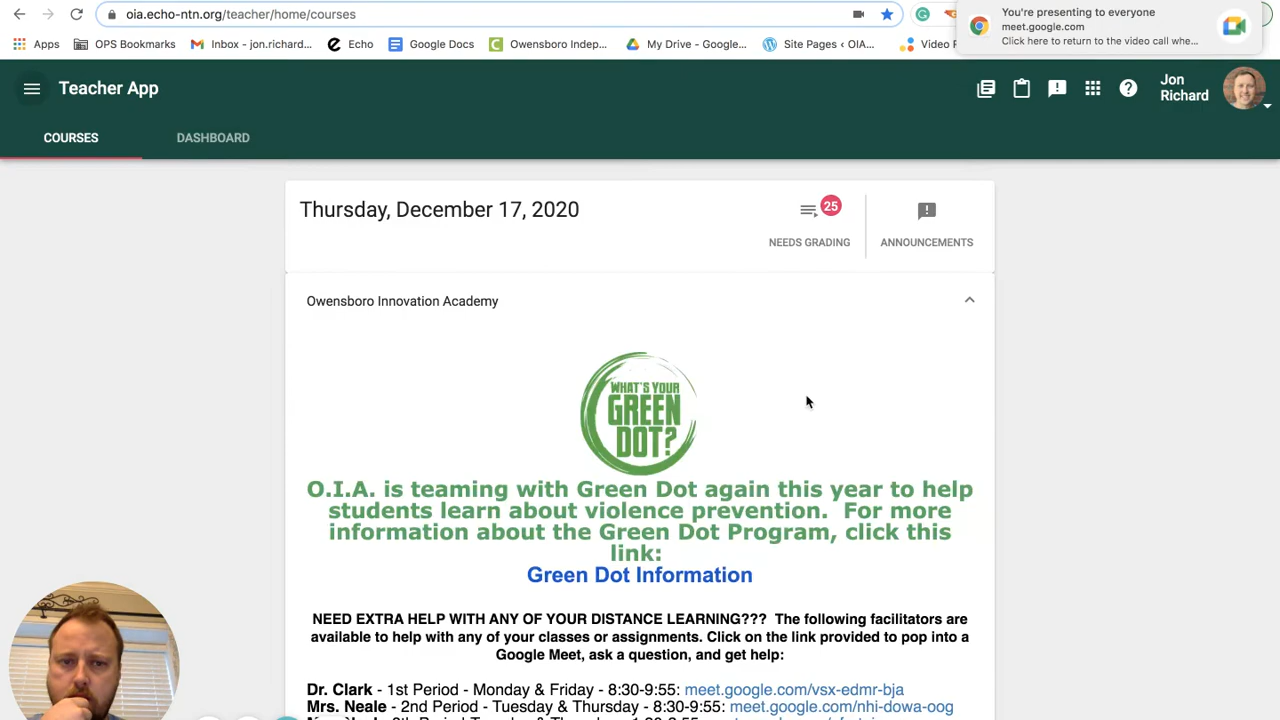 oia.echo-ntn.org/teacher/home/courses
You're presenting to everyone
meet.google.com
Click here to return to the video call whe...
Apps OPS Bookmarks Inbox - jon.richard... Echo Google Docs Owensboro Indep... My Drive - Google... Site Pages ‹ OIA... Video
Teacher App
Jon
Richard
COURSES DASHBOARD
Thursday, December 17, 2020
25
NEEDS GRADING ANNOUNCEMENTS
Owensboro Innovation Academy
WHAT'S YOUR
GREEN
DOT?
O.I.A. is teaming with Green Dot again this year to help
students learn about violence prevention. For more
information about the Green Dot Program, click this
link:
Green Dot Information
NEED EXTRA HELP WITH ANY OF YOUR DISTANCE LEARNING??? The following facilitators are
available to help with any of your classes or assignments. Click on the link provided to pop into a
Google Meet, ask a question, and get help:
Dr. Clark - 1st Period - Monday & Friday - 8:30-9:55: meet.google.com/vsx-edmr-bja
Mrs. Neale - 2nd Period - Tuesday & Thursday - 8:30-9:55: meet.google.com/nhi-dowa-oog